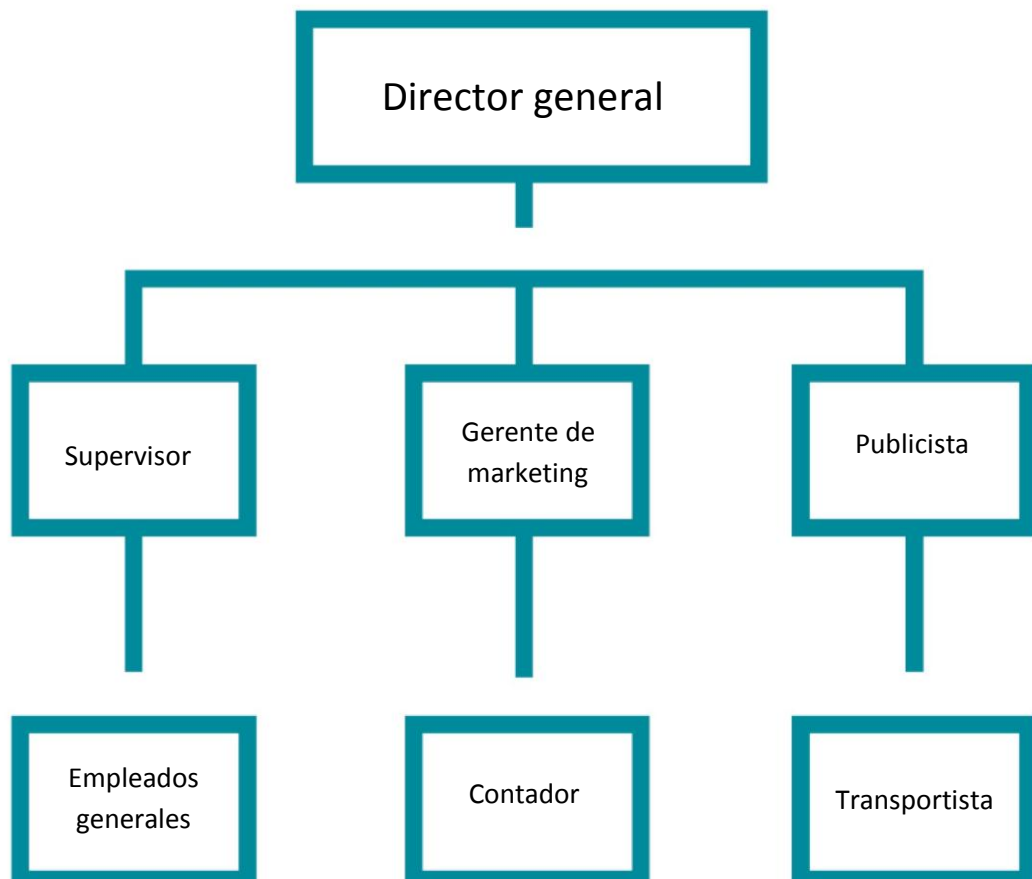 Director general
Supervisor
Gerente de
marketing
Publicista
Empleados
generales
Contador
Transportista